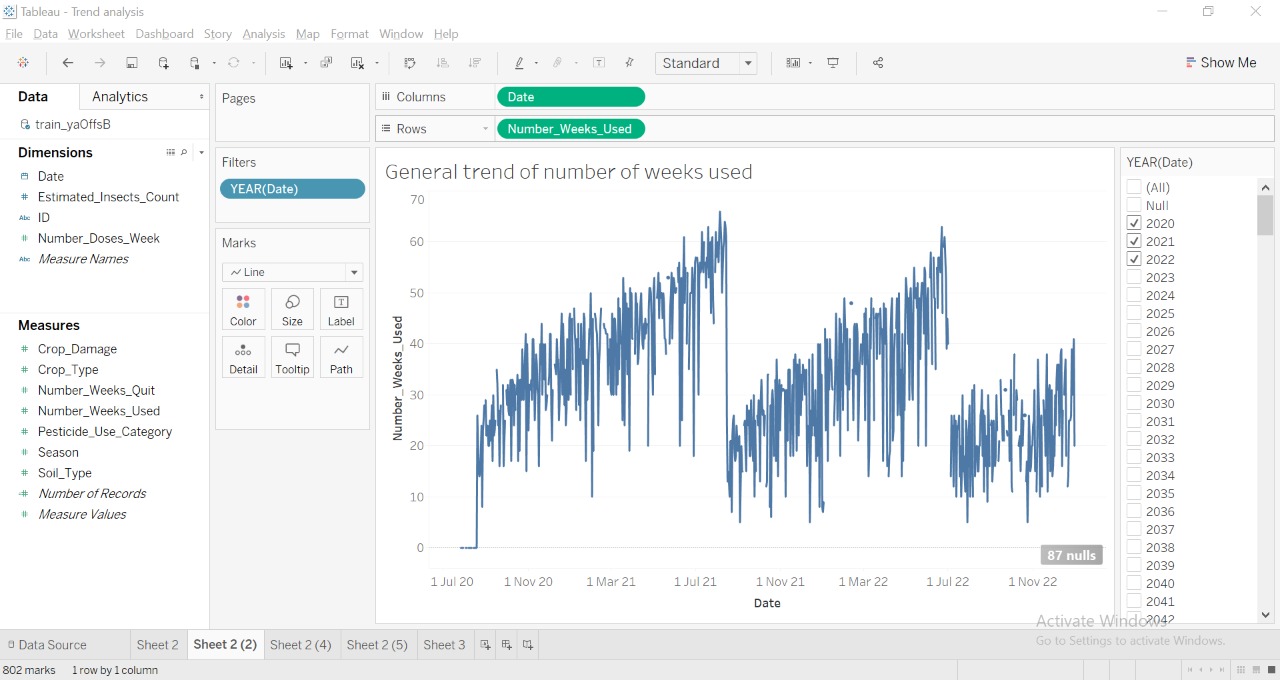 Tableau - Trend analysis
File Data Worksheet Dashboard Story Analysis Map Format Window Help
Standard
Show Me
Data Analytics
train_yaOffsB
Dimensions
Date
Estimated_Insects_Count
Abc ID
Number_Doses_Week
Abc Measure Names
Measures
Crop_Damage
Crop_Type
Number_Weeks_Quit
Number_Weeks_Used
Pesticide_Use_Category
Season
Soil_Type
Number of Records
Measure Values
Pages
Filters
YEAR(Date)
Marks
Line
Color Size Label
Detail Tooltip Path
Columns Date
Rows Number_Weeks_Used
General trend of number of weeks used
Number_Weeks_Used
70
60
50
40
30
20
10
0
87 nulls
1 Jul 20 1 Nov 20 1 Mar 21 1 Jul 21 1 Nov 21 1 Mar 22 1 Jul 22 1 Nov 22
Date
YEAR(Date)
(All)
Null
2020
2021
2022
2023
2024
2025
2026
2027
2028
2029
2030
2031
2032
2033
2034
2035
2036
2037
2038
2039
2040
2041
2042
Activate Windows
Go to Settings to activate Windows.
Data Source Sheet 2 Sheet 2 (2) Sheet 2 (4) Sheet 2 (5) Sheet 3
802 marks 1 row by 1 column